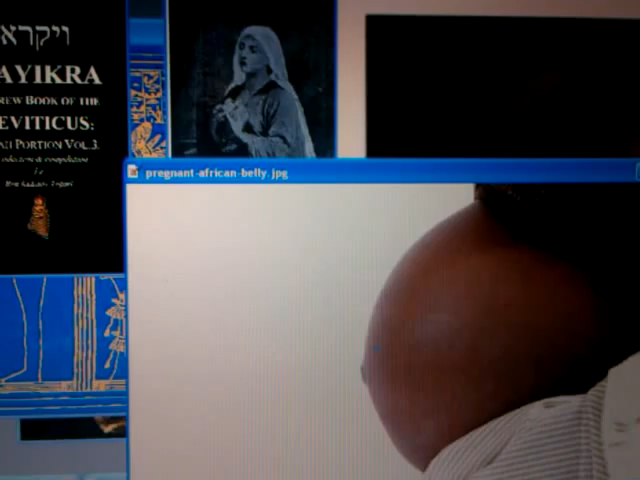 ויקרא
AYIKRA
REW BOOK OF THE
EVITICUS:
PORTION VOL.3.
pregnant-african-belly.jpg